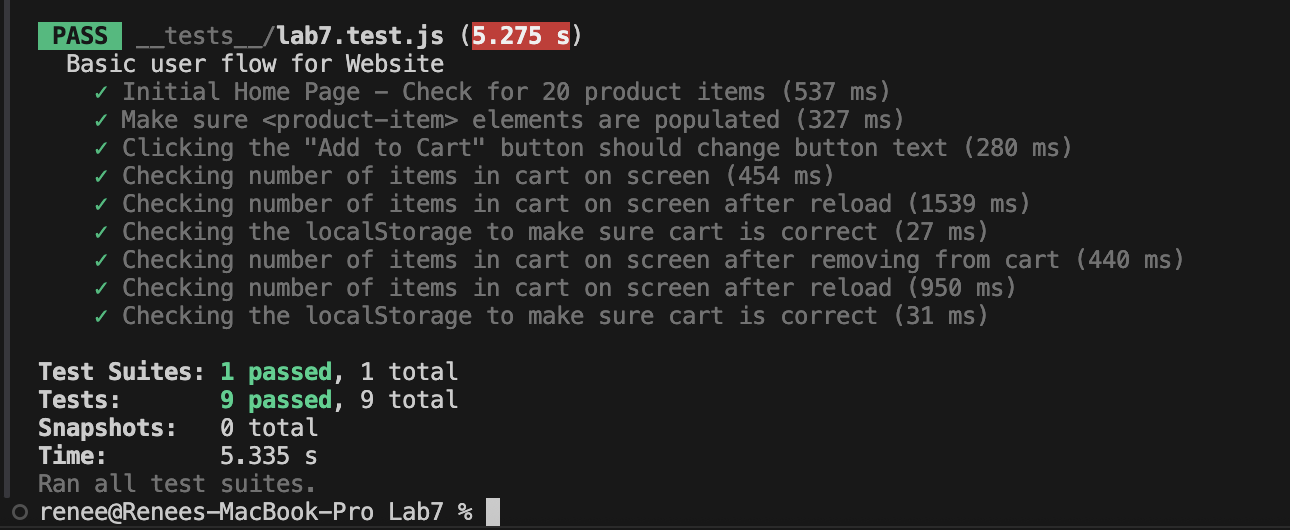 PASS __tests__/lab7.test.js (5.275 s)
Basic user flow for Website
✓ Initial Home Page – Check for 20 product items (537 ms)
✓ Make sure <product-item> elements are populated (327 ms)
✓ Clicking the "Add to Cart" button should change button text (280 ms)
✓ Checking number of items in cart on screen (454 ms)
✓ Checking number of items in cart on screen after reload (1539 ms)
✓ Checking the localStorage to make sure cart is correct (27 ms)
✓ Checking number of items in cart on screen after removing from cart (440 ms)
✓ Checking number of items in cart on screen after reload (950 ms)
✓ Checking the localStorage to make sure cart is correct (31 ms)
Test Suites: 1 passed, 1 total
Tests: 9 passed, 9 total
Snapshots: 0 total
Time: 5.335 s
Ran all test suites.
renee@Renees-MacBook-Pro Lab7 %